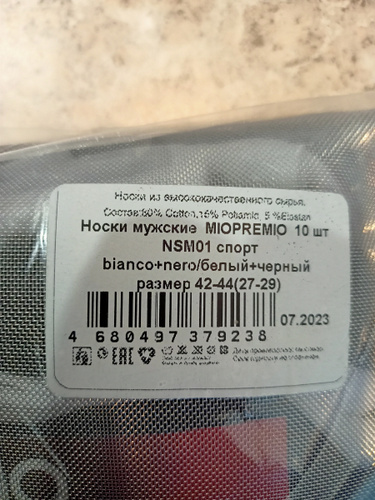 Носки из высококачественного сырья.
Состав:80% Cotton,15% Poliamid, 5 %Elastan
Носки мужские MIOPREMIO 10 шт
NSM01 спорт
bianco+nero/белый+черный
размер 42-44(27-29)
07.2023
4 680497 379238
EAC